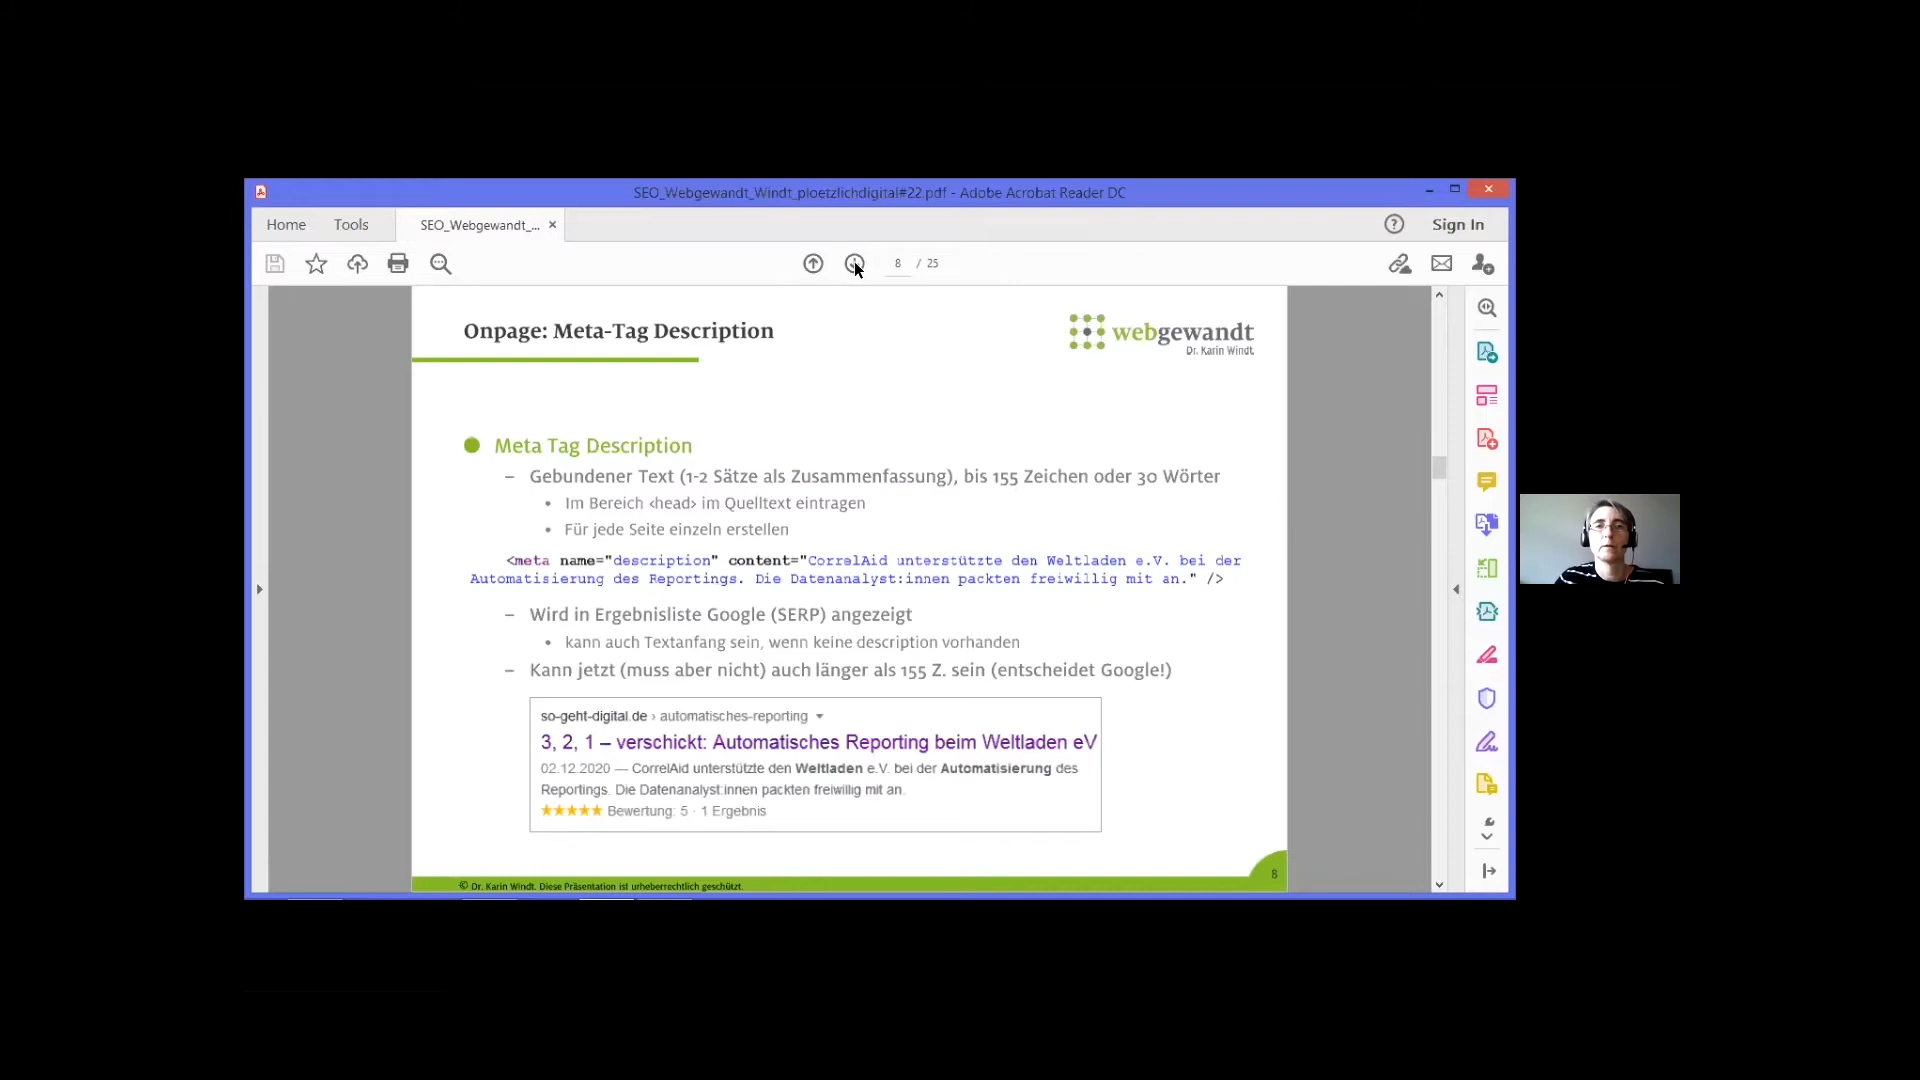 SEO_Webgewandt_Windt_ploetzlichdigital#22.pdf - Adobe Acrobat Reader DC
Home Tools SEO_Webgewandt_... × Sign In
8 / 25
Onpage: Meta-Tag Description
webgewandt
Dr. Karin Windt
Meta Tag Description
– Gebundener Text (1-2 Sätze als Zusammenfassung), bis 155 Zeichen oder 30 Wörter
• Im Bereich <head> im Quelltext eintragen
• Für jede Seite einzeln erstellen
<meta name="description" content="CorrelAid unterstützte den Weltladen e.V. bei der
Automatisierung des Reportings. Die Datenanalyst:innen packten freiwillig mit an." />
– Wird in Ergebnisliste Google (SERP) angezeigt
• kann auch Textanfang sein, wenn keine description vorhanden
– Kann jetzt (muss aber nicht) auch länger als 155 Z. sein (entscheidet Google!)
so-geht-digital.de › automatisches-reporting
3, 2, 1 – verschickt: Automatisches Reporting beim Weltladen eV
02.12.2020 — CorrelAid unterstützte den Weltladen e.V. bei der Automatisierung des
Reportings. Die Datenanalyst:innen packten freiwillig mit an.
★★★★★ Bewertung: 5 · 1 Ergebnis
© Dr. Karin Windt. Diese Präsentation ist urheberrechtlich geschützt.
8